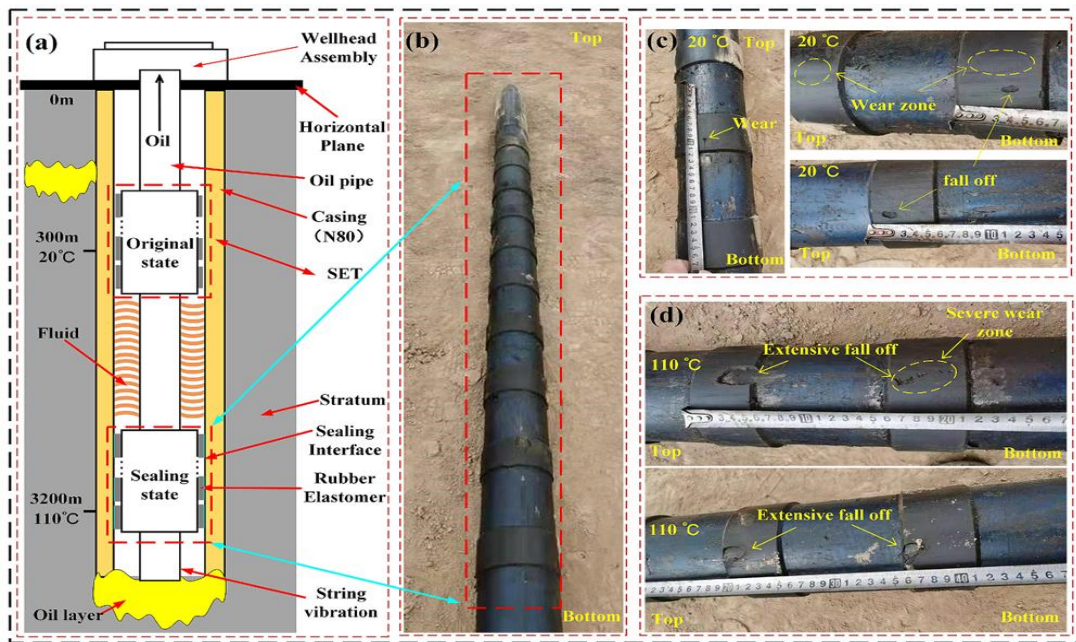 (a)
Wellhead
Assembly
0m
Horizontal
Plane
Oil
Oil pipe
Casing
(N80)
Original
state
300m
20℃
SET
Fluid
Stratum
Sealing
Interface
Sealing
state
Rubber
Elastomer
3200m
110℃
String
vibration
Oil layer
(b)
Top
Bottom
(c)
20 ℃ Top
Wear
Bottom
20 ℃
Wear zone
Top
Bottom
20 ℃
fall off
Top
Bottom
(d)
Severe wear
zone
110 ℃
Extensive fall off
Top
Bottom
110 ℃
Extensive fall off
Top
Bottom